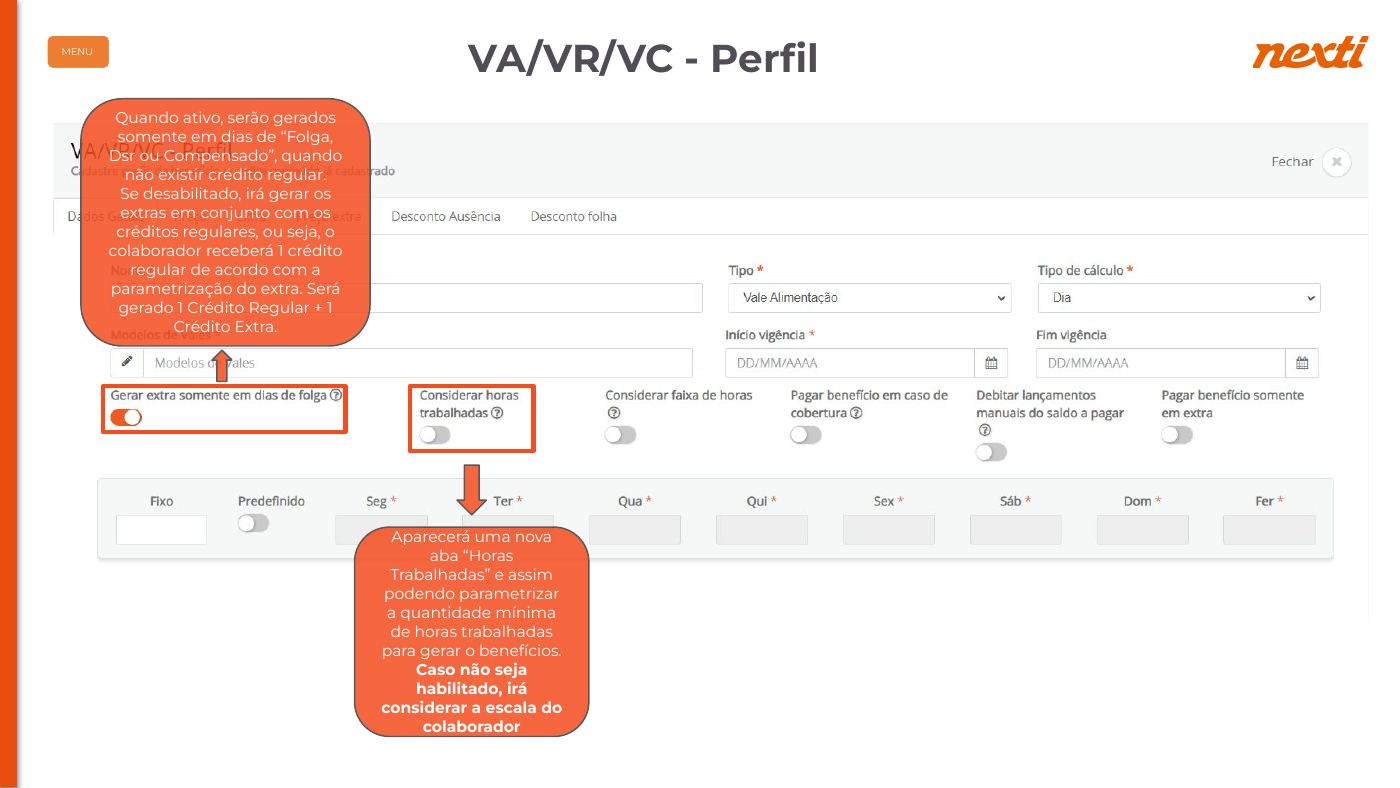 MENU
VA/VR/VC - Perfil
nexti
Quando ativo, serão gerados
somente em dias de “Folga,
Dsr ou Compensado”, quando
não existir crédito regular.
Se desabilitado, irá gerar os
extras em conjunto com os
créditos regulares, ou seja, o
colaborador receberá 1 crédito
regular de acordo com a
parametrização do extra. Será
gerado 1 Crédito Regular + 1
Crédito Extra.
VA/VR/VC - Perfil
Fechar
Desconto Ausência
Desconto folha
Tipo *
Tipo de cálculo *
Vale Alimentação
Dia
Modelos de vales *
Início vigência *
Fim vigência
Modelos de vales
DD/MM/AAAA
DD/MM/AAAA
Gerar extra somente em dias de folga
Considerar horas
trabalhadas
Considerar faixa de horas
Pagar benefício em caso de
cobertura
Debitar lançamentos
manuais do saldo a pagar
Pagar benefício somente
em extra
Fixo
Predefinido
Seg *
Ter *
Qua *
Qui *
Sex *
Sáb *
Dom *
Fer *
Aparecerá uma nova
aba “Horas
Trabalhadas” e assim
podendo parametrizar
a quantidade mínima
de horas trabalhadas
para gerar o benefícios.
Caso não seja
habilitado, irá
considerar a escala do
colaborador